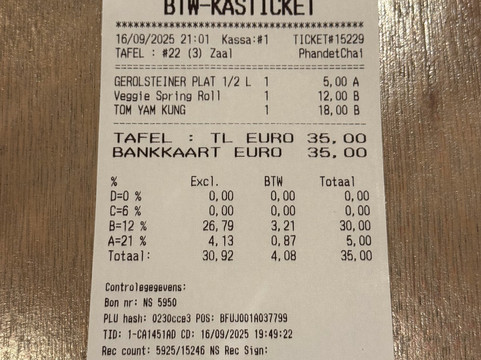 BTW-KASTICKET
****************************************
16/09/2025 21:01 Kassa:#1 TICKET#15229
TAFEL : #22 (3) Zaal PhandetChai
========================================
GEROLSTEINER PLAT 1/2 L 1 5,00 A
Veggie Spring Roll 1 12,00 B
TOM YAM KUNG 1 18,00 B
----------------------------------------
TAFEL : TL EURO 35,00
BANKKAART EURO 35,00
% Excl. BTW Totaal
D=0 % 0,00 0,00 0,00
C=6 % 0,00 0,00 0,00
B=12 % 26,79 3,21 30,00
A=21 % 4,13 0,87 5,00
Totaal: 30,92 4,08 35,00
Controlegegevens:
Bon nr: NS 5950
PLU hash: 0230cce3 POS: BFUJ001A037799
TID: 1-CA1451AD CD: 16/09/2025 19:49:22
Rec count: 5925/15246 NS Rec Sign: